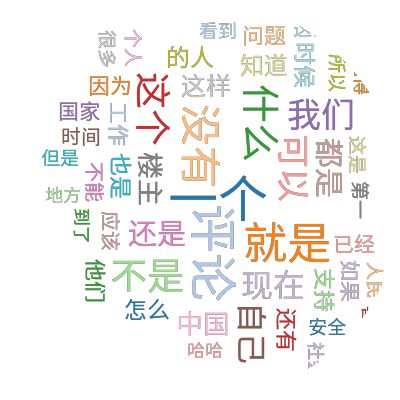 看到
问题
个人
很多
的人
知道
时候
所以
因为
这个
这样
什么
我们
国家
工作
没有
可以
都是
这是
时间
但是
不能
也是
楼主
一个
第一
地方
到了
应该
还是
评论
就是
已经
他们
不是
现在
支持
如果
人民
怎么
中国
自己
还有
安全
哈哈